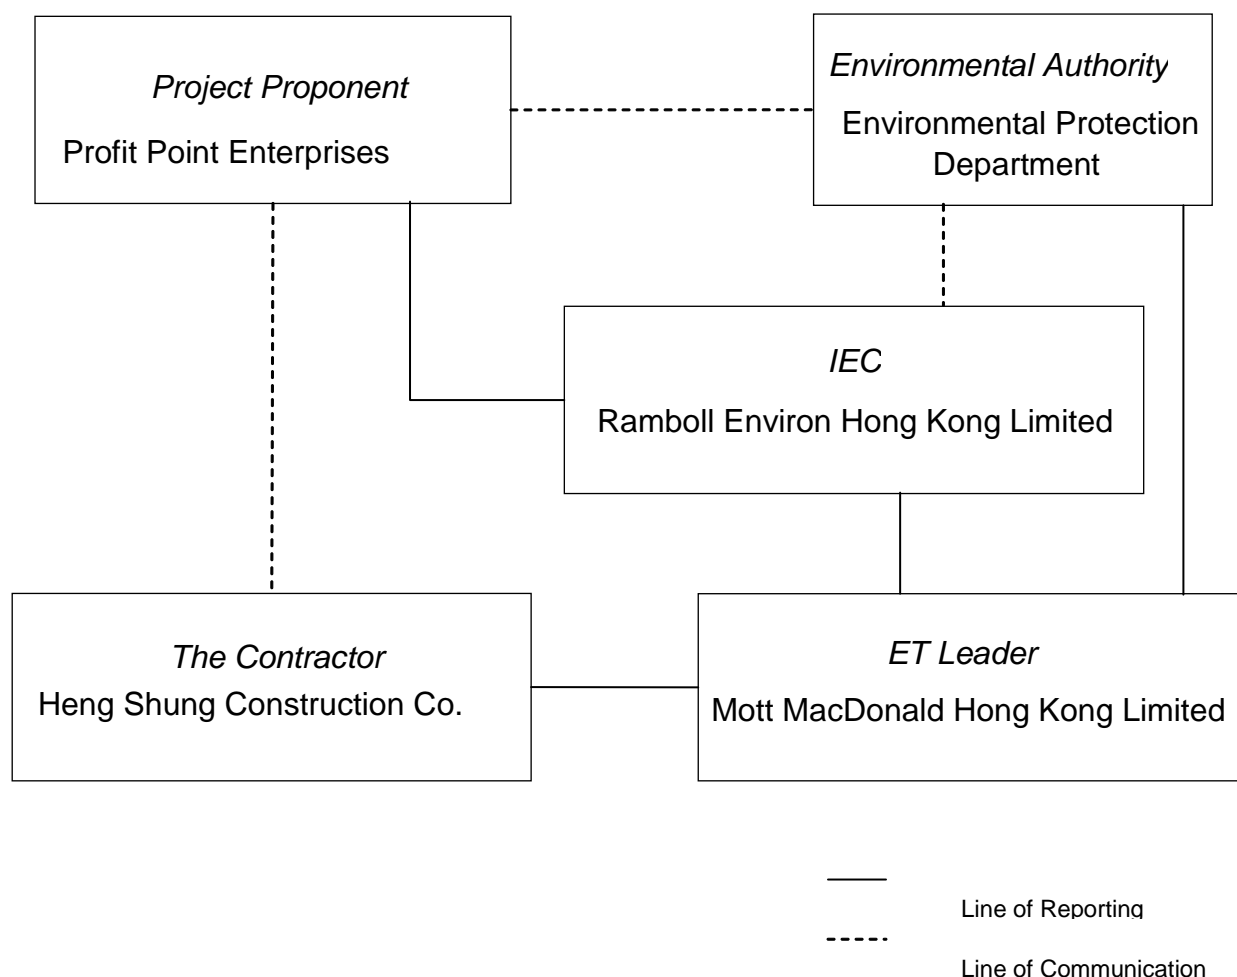 Project Proponent
Profit Point Enterprises
Environmental Authority
Environmental Protection
Department
IEC
Ramboll Environ Hong Kong Limited
The Contractor
Heng Shung Construction Co.
ET Leader
Mott MacDonald Hong Kong Limited
Line of Reporting
Line of Communication